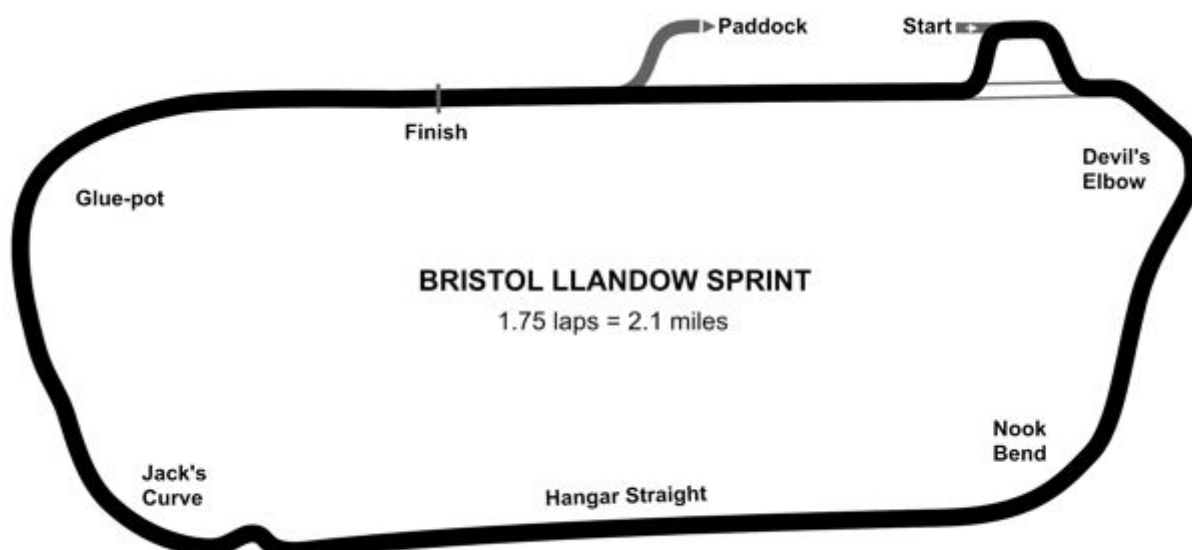 Paddock
Start
Finish
Devil's
Elbow
Glue-pot
BRISTOL LLANDOW SPRINT
1.75 laps = 2.1 miles
Nook
Bend
Jack's
Curve
Hangar Straight